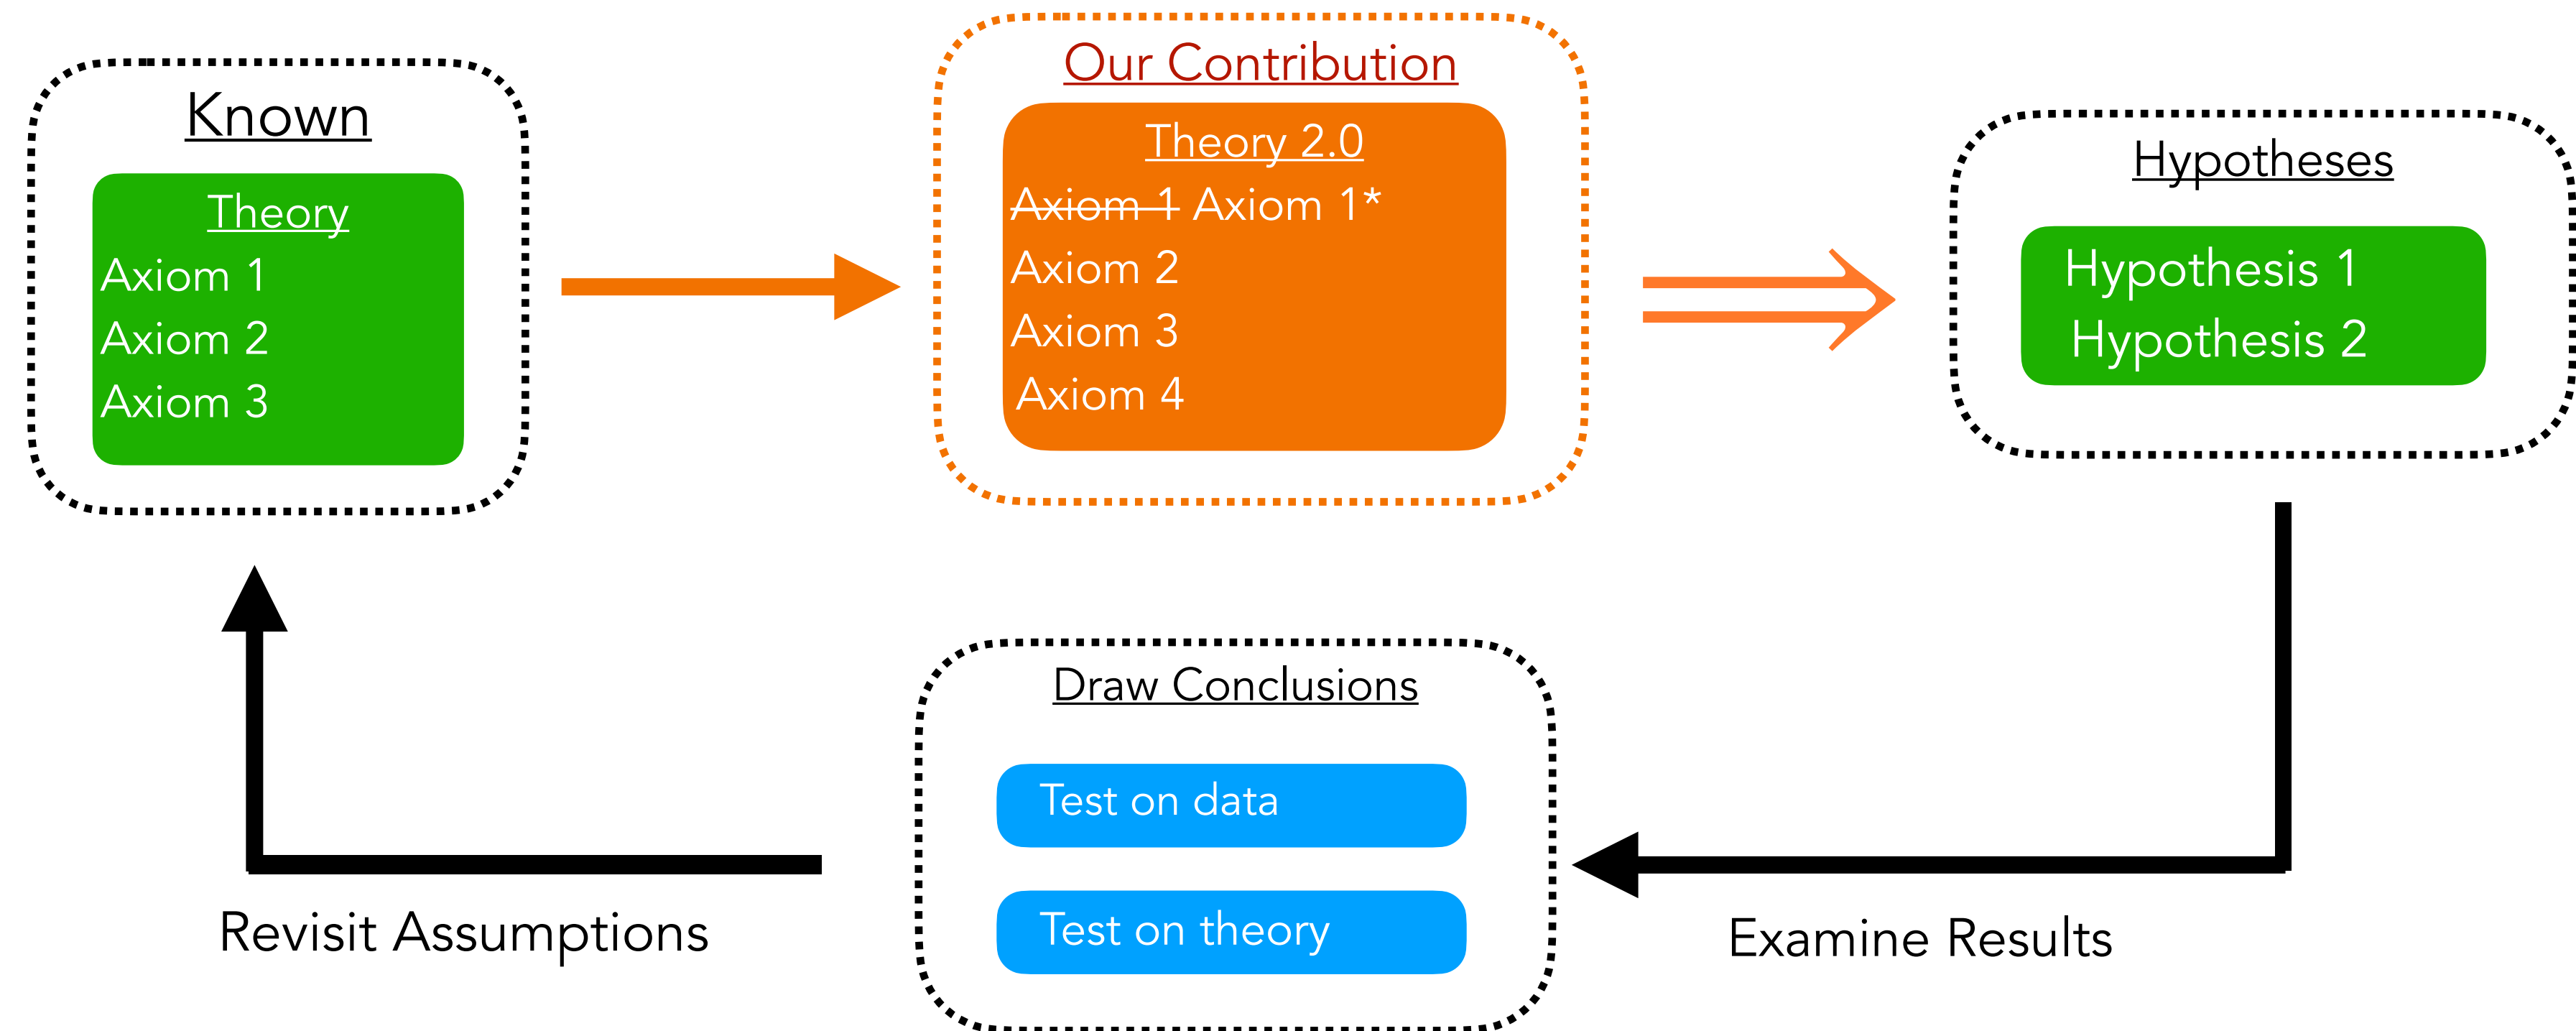 Known
Theory
Axiom 1
Axiom 2
Axiom 3
Our Contribution
Theory 2.0
Axiom 1 Axiom 1*
Axiom 2
Axiom 3
Axiom 4
Hypotheses
Hypothesis 1
Hypothesis 2
Draw Conclusions
Test on data
Test on theory
Revisit Assumptions
Examine Results